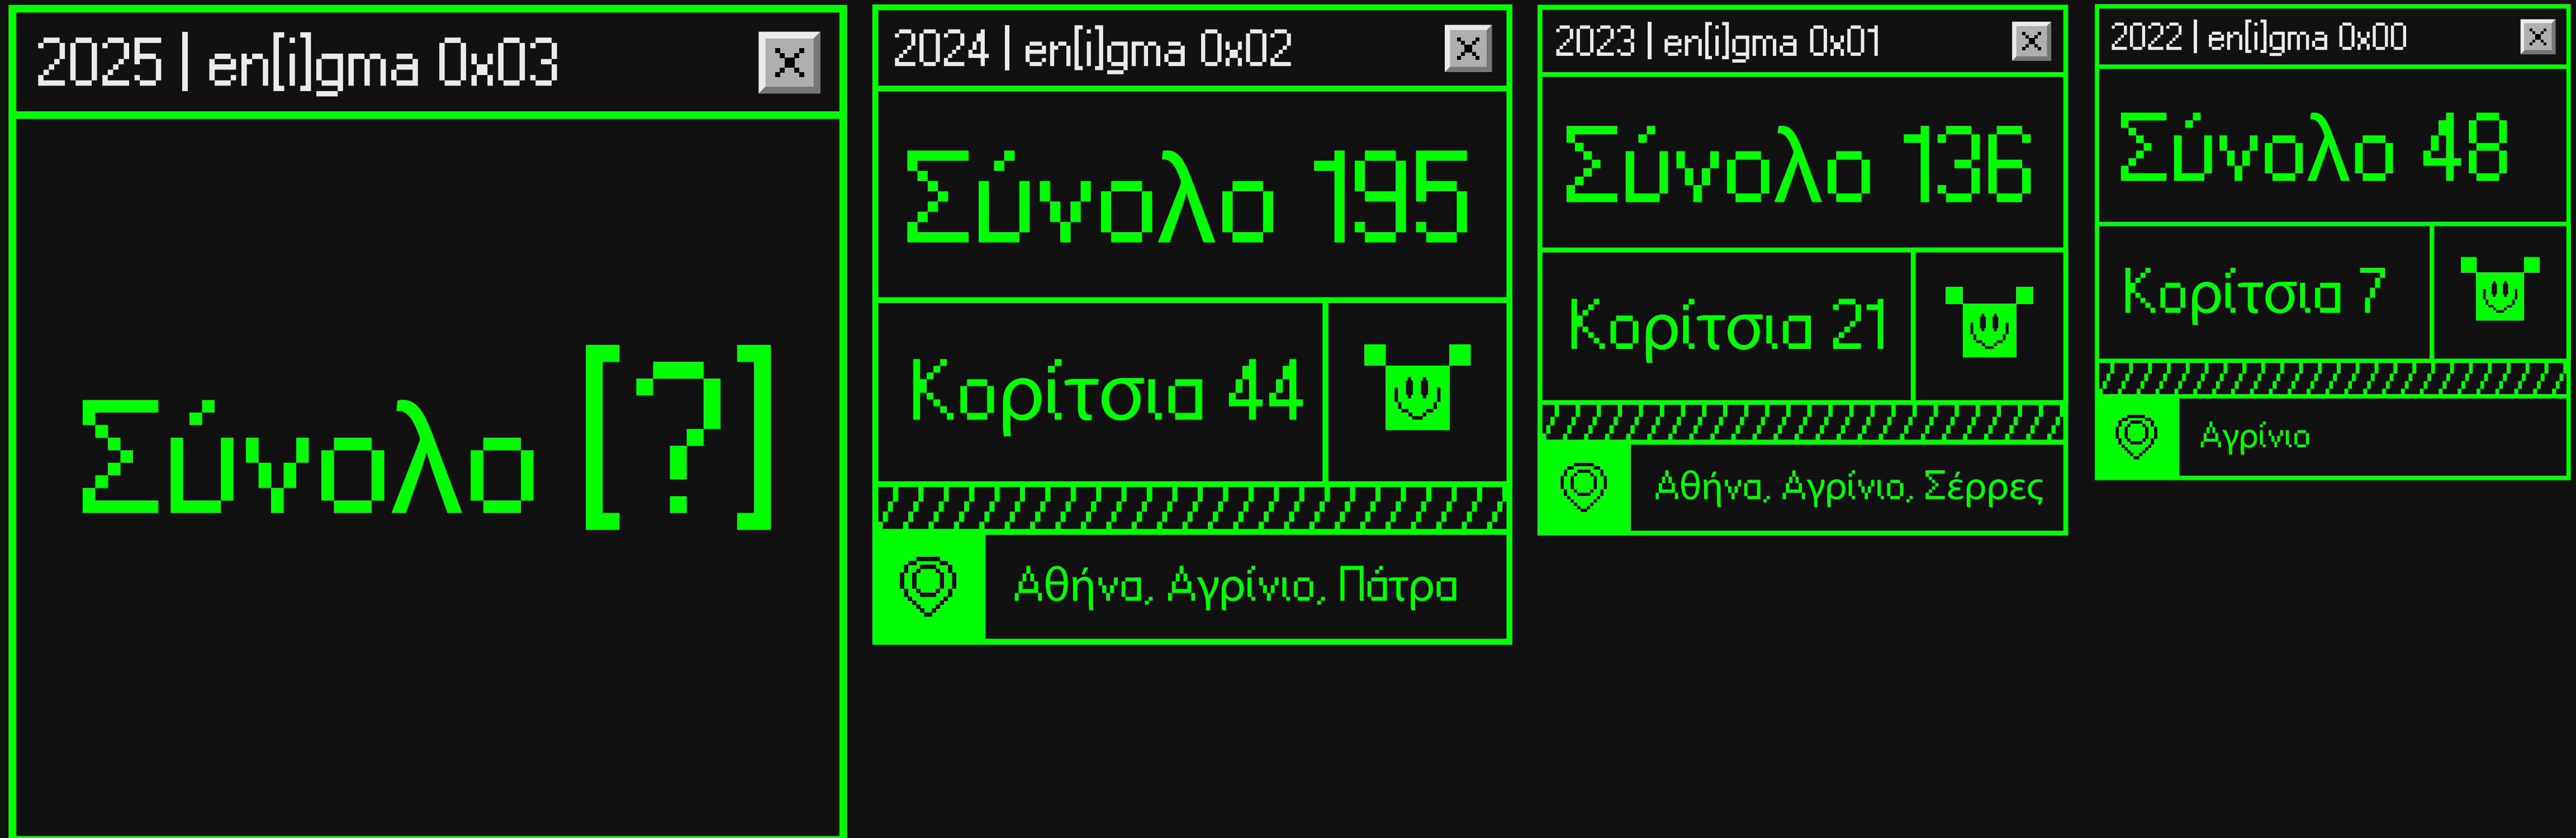 2025 | en[i]gma 0x03
Σύνολο [?]
2024 | en[i]gma 0x02
Σύνολο 195
Κορίτσια 44
Αθήνα, Αγρίνιο, Πάτρα
2023 | en[i]gma 0x01
Σύνολο 136
Κορίτσια 21
Αθήνα, Αγρίνιο, Σέρρες
2022 | en[i]gma 0x00
Σύνολο 48
Κορίτσια 7
Αγρίνιο